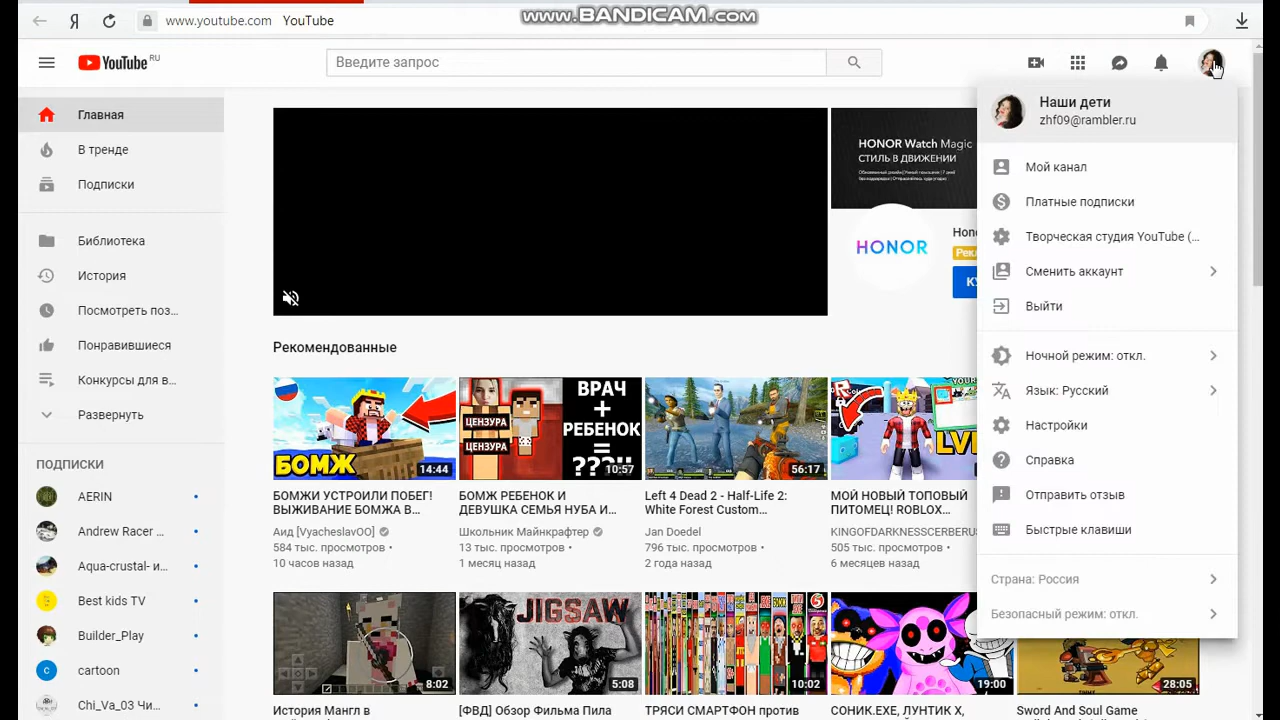 www.BANDICAM.com
Я
www.youtube.com YouTube
YouTube RU
Введите запрос
Главная
В тренде
Подписки
Библиотека
История
Посмотреть поз...
Понравившиеся
Конкурсы для в...
Развернуть
ПОДПИСКИ
AERIN
Andrew Racer ...
Aqua-crustal- и...
Best kids TV
Builder_Play
cartoon
Chi_Va_03 Чи...
HONOR Watch Magic
СТИЛЬ В ДВИЖЕНИИ
HONOR
Hono
Рекл
КУ
Рекомендованные
БОМЖ
14:44
БОМЖИ УСТРОИЛИ ПОБЕГ!
ВЫЖИВАНИЕ БОМЖА В...
Аид [VyacheslavOO]
584 тыс. просмотров •
10 часов назад
ЦЕНЗУРА
ЦЕНЗУРА
ВРАЧ
+
РЕБЕНОК
=
???
10:57
БОМЖ РЕБЕНОК И
ДЕВУШКА СЕМЬЯ НУБА И...
Школьник Майнкрафтер
13 тыс. просмотров •
1 месяц назад
56:17
Left 4 Dead 2 - Half-Life 2:
White Forest Custom...
Jan Doedel
796 тыс. просмотров •
2 года назад
YOUR
LVL
МОЙ НОВЫЙ ТОПОВЫЙ
ПИТОМЕЦ! ROBLOX...
KINGOFDARKNESSCERBERUS
505 тыс. просмотров •
6 месяцев назад
8:02
История Мангл в
JIGSAW
5:08
[ФВД] Обзор Фильма Пила
10:02
ТРЯСИ СМАРТФОН против
19:00
СОНИК.EXE, ЛУНТИК X,
28:05
Sword And Soul Game
Наши дети
zhf09@rambler.ru
Мой канал
Платные подписки
Творческая студия YouTube (...
Сменить аккаунт
Выйти
Ночной режим: откл.
Язык: Русский
Настройки
Справка
Отправить отзыв
Быстрые клавиши
Страна: Россия
Безопасный режим: откл.